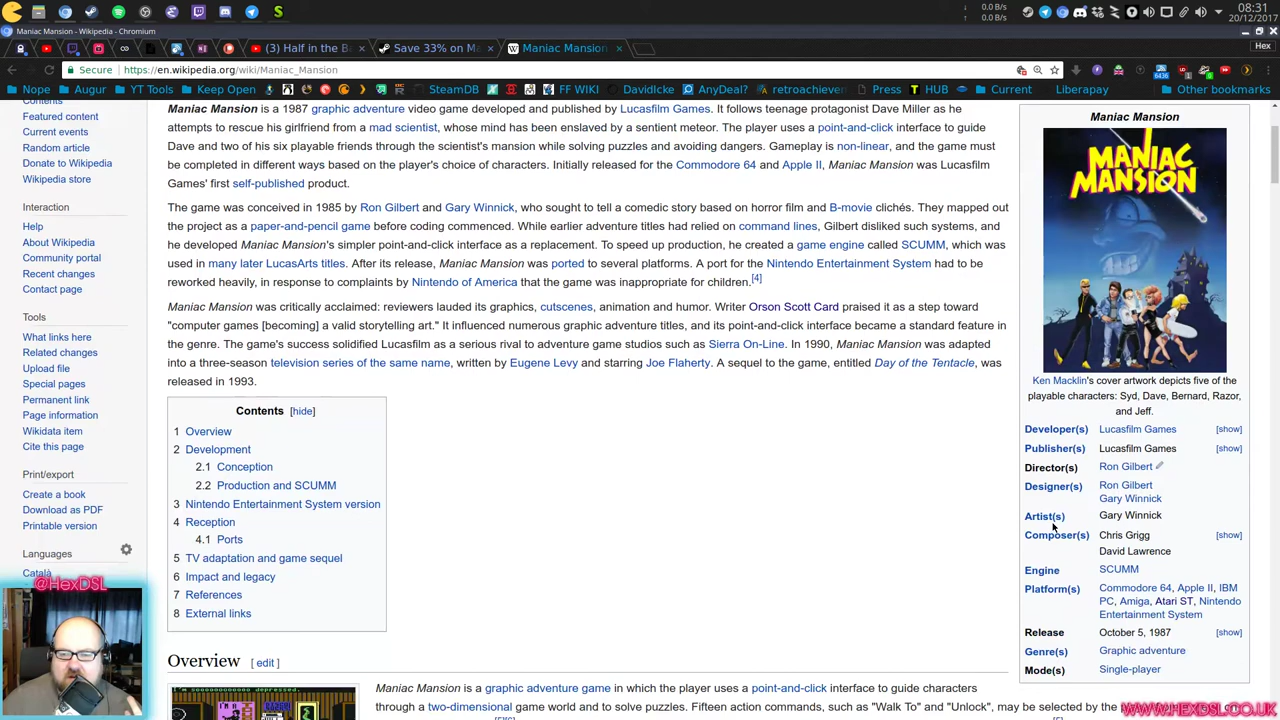 0.0 B
0.0 B
08:31
20/12/2017
Maniac Mansion - Wikipedia - Chromium
(3) Half in the Ba
Save 33% on M
Maniac Mansion
Hex
Secure
https://en.wikipedia.org/wiki/Maniac_Mansion
Nope
Augur
YT Tools
Keep Open
SteamDB
FF WIKI
DavidIcke
AnyDeal?
retroachiever
Press
HUB
Current
Liberapay
Other bookmarks
Contents
Featured content
Current events
Random article
Donate to Wikipedia
Wikipedia store
Interaction
Help
About Wikipedia
Community portal
Recent changes
Contact page
Tools
What links here
Related changes
Upload file
Special pages
Permanent link
Page information
Wikidata item
Cite this page
Print/export
Create a book
Download as PDF
Printable version
Languages
Català
@HexDSL
Maniac Mansion is a 1987 graphic adventure video game developed and published by Lucasfilm Games. It follows teenage protagonist Dave Miller as he
attempts to rescue his girlfriend from a mad scientist, whose mind has been enslaved by a sentient meteor. The player uses a point-and-click interface to guide
Dave and two of his six playable friends through the scientist's mansion while solving puzzles and avoiding dangers. Gameplay is non-linear, and the game must
be completed in different ways based on the player's choice of characters. Initially released for the Commodore 64 and Apple II, Maniac Mansion was Lucasfilm
Games' first self-published product.
The game was conceived in 1985 by Ron Gilbert and Gary Winnick, who sought to tell a comedic story based on horror film and B-movie clichés. They mapped out
the project as a paper-and-pencil game before coding commenced. While earlier adventure titles had relied on command lines, Gilbert disliked such systems, and
he developed Maniac Mansion's simpler point-and-click interface as a replacement. To speed up production, he created a game engine called SCUMM, which was
used in many later LucasArts titles. After its release, Maniac Mansion was ported to several platforms. A port for the Nintendo Entertainment System had to be
reworked heavily, in response to complaints by Nintendo of America that the game was inappropriate for children.[4]
Maniac Mansion was critically acclaimed: reviewers lauded its graphics, cutscenes, animation and humor. Writer Orson Scott Card praised it as a step toward
"computer games [becoming] a valid storytelling art." It influenced numerous graphic adventure titles, and its point-and-click interface became a standard feature in
the genre. The game's success solidified Lucasfilm as a serious rival to adventure game studios such as Sierra On-Line. In 1990, Maniac Mansion was adapted
into a three-season television series of the same name, written by Eugene Levy and starring Joe Flaherty. A sequel to the game, entitled Day of the Tentacle, was
released in 1993.
Contents [hide]
1 Overview
2 Development
2.1 Conception
2.2 Production and SCUMM
3 Nintendo Entertainment System version
4 Reception
4.1 Ports
5 TV adaptation and game sequel
6 Impact and legacy
7 References
8 External links
Overview [ edit ]
I'm soooooooooo depressed.
Maniac Mansion is a graphic adventure game in which the player uses a point-and-click interface to guide characters
through a two-dimensional game world and to solve puzzles. Fifteen action commands, such as "Walk To" and "Unlock", may be selected by the
Maniac Mansion
MANIAC
MANSION
Ken Macklin's cover artwork depicts five of the
playable characters: Syd, Dave, Bernard, Razor,
and Jeff.
Developer(s) Lucasfilm Games [show]
Publisher(s) Lucasfilm Games [show]
Director(s) Ron Gilbert
Designer(s) Ron Gilbert
Gary Winnick
Artist(s) Gary Winnick
Composer(s) Chris Grigg [show]
David Lawrence
Engine SCUMM
Platform(s) Commodore 64, Apple II, IBM
PC, Amiga, Atari ST, Nintendo
Entertainment System
Release October 5, 1987 [show]
Genre(s) Graphic adventure
Mode(s) Single-player
WWW.HEXDSL.CO.UK